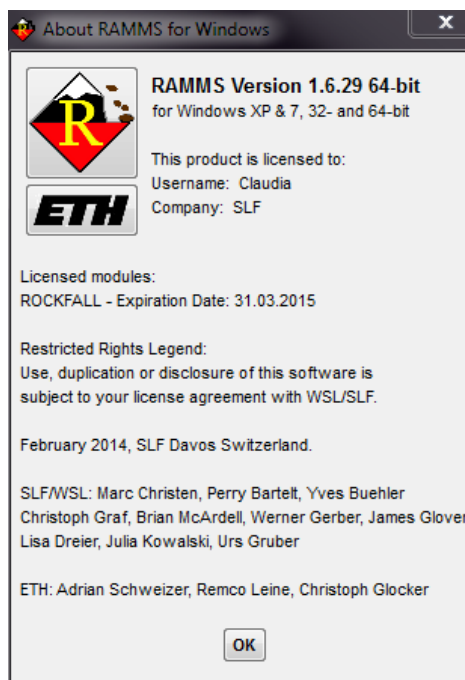 About RAMMS for Windows
X
R
RAMMS Version 1.6.29 64-bit
for Windows XP & 7, 32- and 64-bit
This product is licensed to:
Username: Claudia
Company: SLF
ETH
Licensed modules:
ROCKFALL - Expiration Date: 31.03.2015
Restricted Rights Legend:
Use, duplication or disclosure of this software is
subject to your license agreement with WSL/SLF.
February 2014, SLF Davos Switzerland.
SLF/WSL: Marc Christen, Perry Bartelt, Yves Buehler
Christoph Graf, Brian McArdell, Werner Gerber, James Glover
Lisa Dreier, Julia Kowalski, Urs Gruber
ETH: Adrian Schweizer, Remco Leine, Christoph Glocker
OK